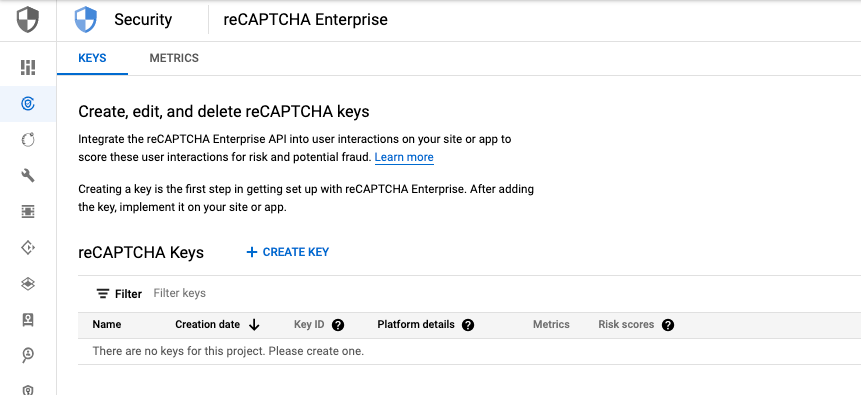 Security reCAPTCHA Enterprise
KEYS METRICS
Create, edit, and delete reCAPTCHA keys
Integrate the reCAPTCHA Enterprise API into user interactions on your site or app to
score these user interactions for risk and potential fraud. Learn more
Creating a key is the first step in getting set up with reCAPTCHA Enterprise. After adding
the key, implement it on your site or app.
reCAPTCHA Keys + CREATE KEY
Filter Filter keys
Name Creation date Key ID ? Platform details ? Metrics Risk scores ?
There are no keys for this project. Please create one.